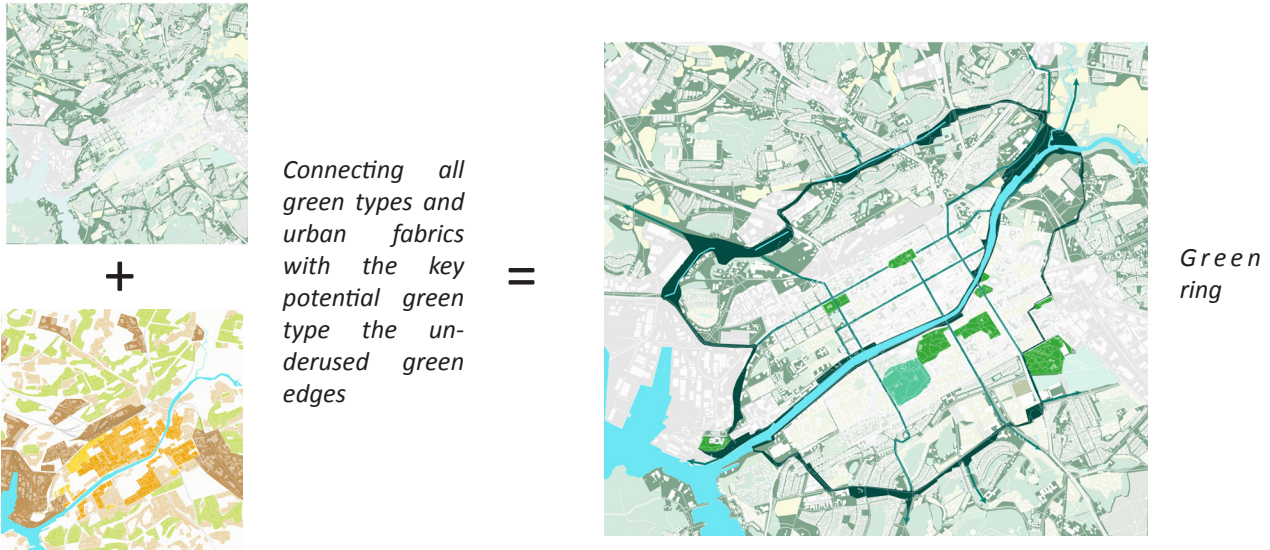 +
Connecting all
green types and
urban fabrics
with the key
potential green
type the un-
derused green
edges
=
Green
ring